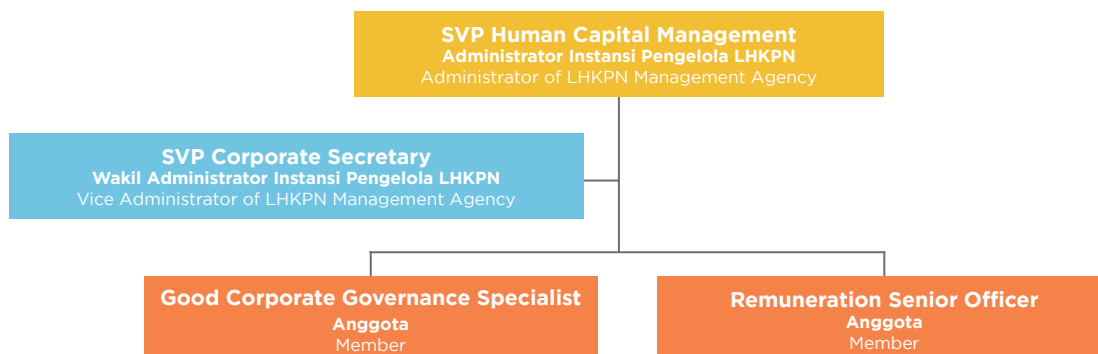 SVP Human Capital Management
Administrator Instansi Pengelola LHKPN
Administrator of LHKPN Management Agency
SVP Corporate Secretary
Wakil Administrator Instansi Pengelola LHKPN
Vice Administrator of LHKPN Management Agency
Good Corporate Governance Specialist
Anggota
Member
Remuneration Senior Officer
Anggota
Member